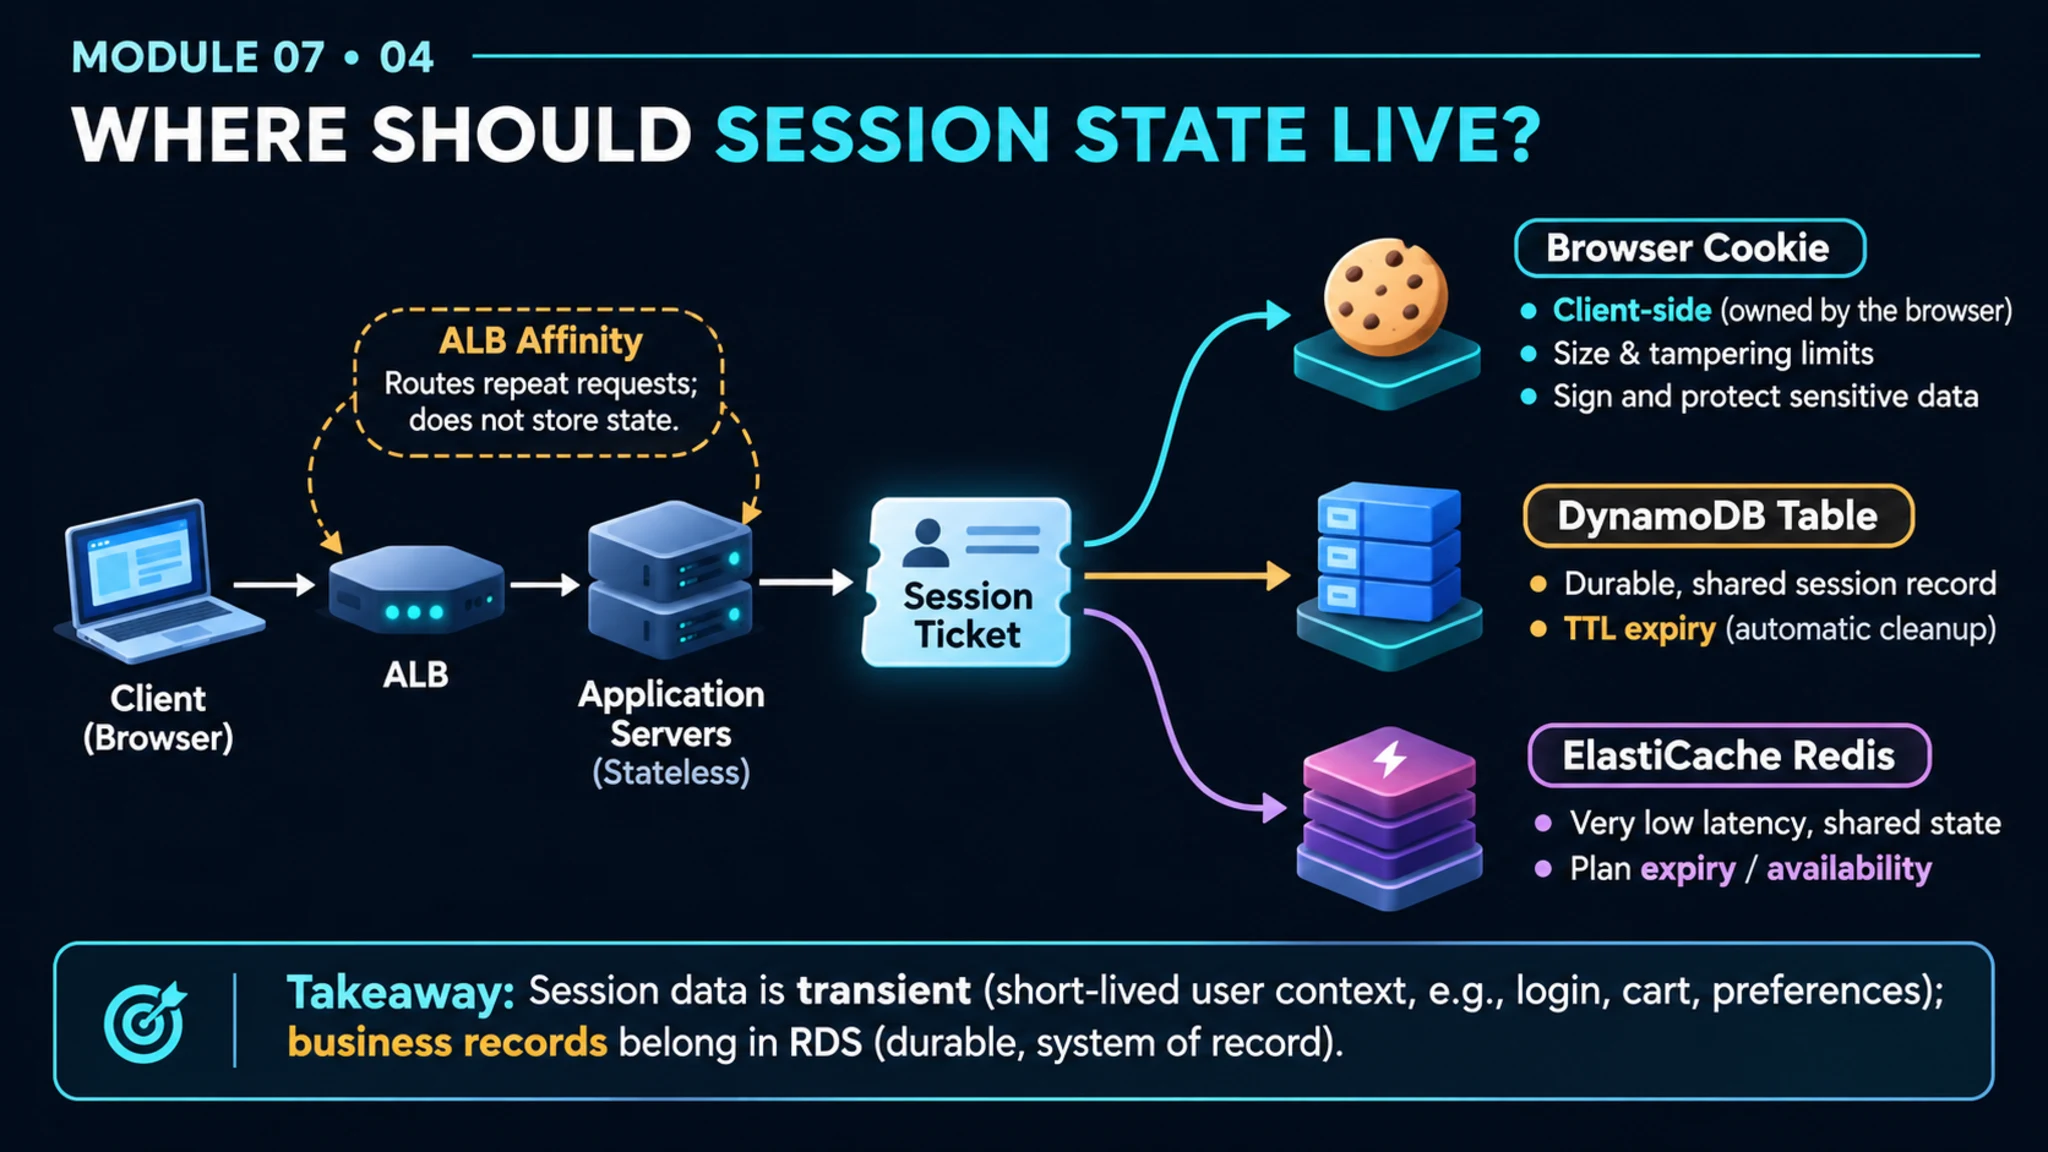 MODULE 07 • 04
WHERE SHOULD SESSION STATE LIVE?
ALB Affinity
Routes repeat requests;
does not store state.
Client
(Browser)
ALB
Application
Servers
(Stateless)
Session
Ticket
Browser Cookie
• Client-side (owned by the browser)
• Size & tampering limits
• Sign and protect sensitive data
DynamoDB Table
• Durable, shared session record
• TTL expiry (automatic cleanup)
ElastiCache Redis
• Very low latency, shared state
• Plan expiry / availability
Takeaway: Session data is transient (short-lived user context, e.g., login, cart, preferences);
business records belong in RDS (durable, system of record).